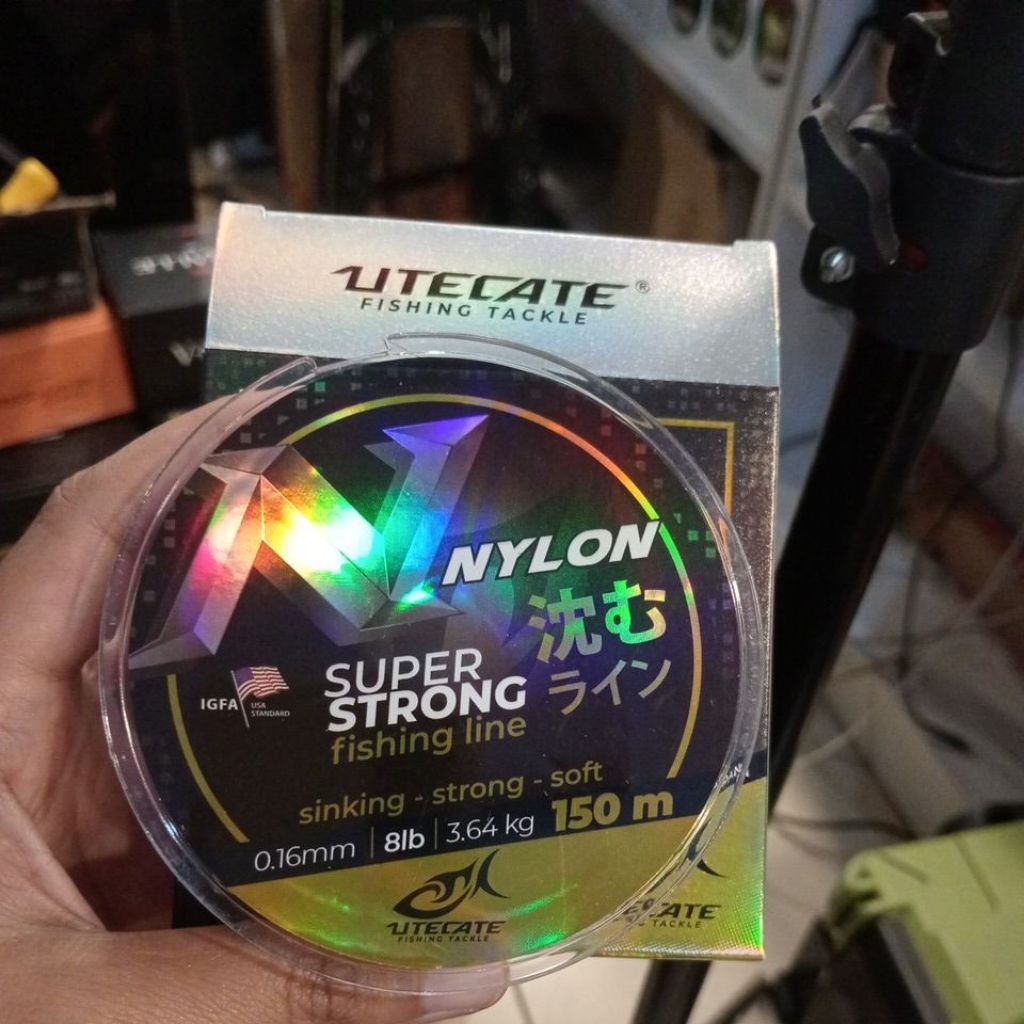 UTECATE®
FISHING TACKLE
N
NYLON
沈む
ライン
IGFA
USA
STANDARD
SUPER
STRONG
fishing line
sinking - strong - soft
0.16mm | 8lb | 3.64 kg
150 m
UTECATE
FISHING TACKLE